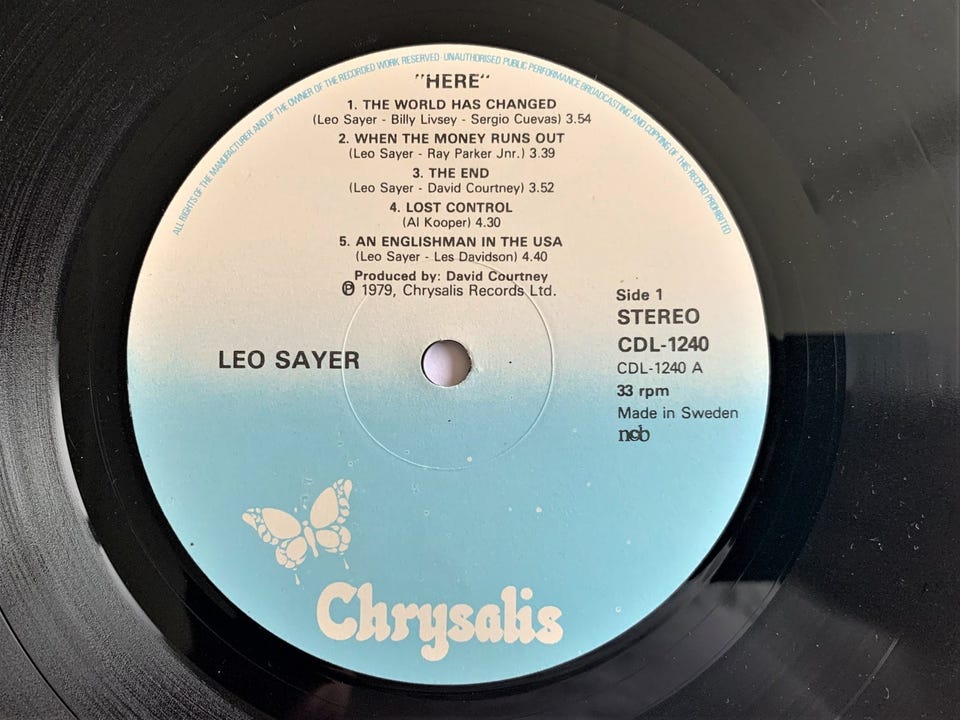 ALL RIGHTS OF THE MANUFACTURER AND OF THE OWNER OF THE RECORDED WORK RESERVED · UNAUTHORISED PUBLIC PERFORMANCE BROADCASTING AND COPYING OF THIS RECORD PROHIBITED
"HERE"
1. THE WORLD HAS CHANGED
(Leo Sayer - Billy Livsey - Sergio Cuevas) 3.54
2. WHEN THE MONEY RUNS OUT
(Leo Sayer - Ray Parker Jnr.) 3.39
3. THE END
(Leo Sayer - David Courtney) 3.52
4. LOST CONTROL
(Al Kooper) 4.30
5. AN ENGLISHMAN IN THE USA
(Leo Sayer - Les Davidson) 4.40
Produced by: David Courtney
℗ 1979, Chrysalis Records Ltd.
LEO SAYER
Side 1
STEREO
CDL-1240
CDL-1240 A
33 rpm
Made in Sweden
ncb
Chrysalis